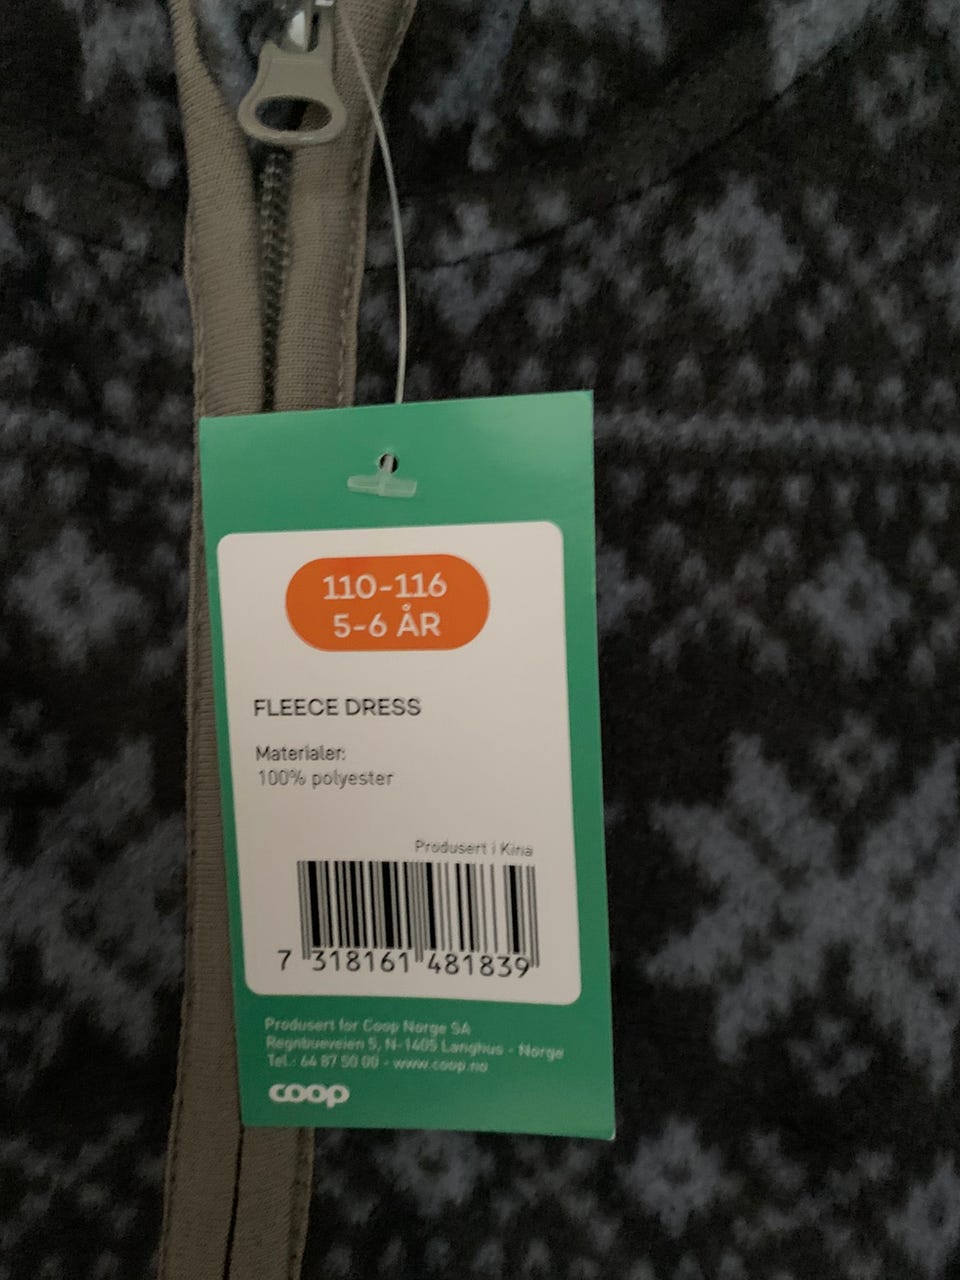 110-116
5-6 ÅR
FLEECE DRESS
Materialer:
100% polyester
Produsert i Kina
7 318161 481839
Produsert for Coop Norge SA
Regnbueveien 5, N-1405 Langhus - Norge
Tel.: 64 87 50 00 - www.coop.no
coop